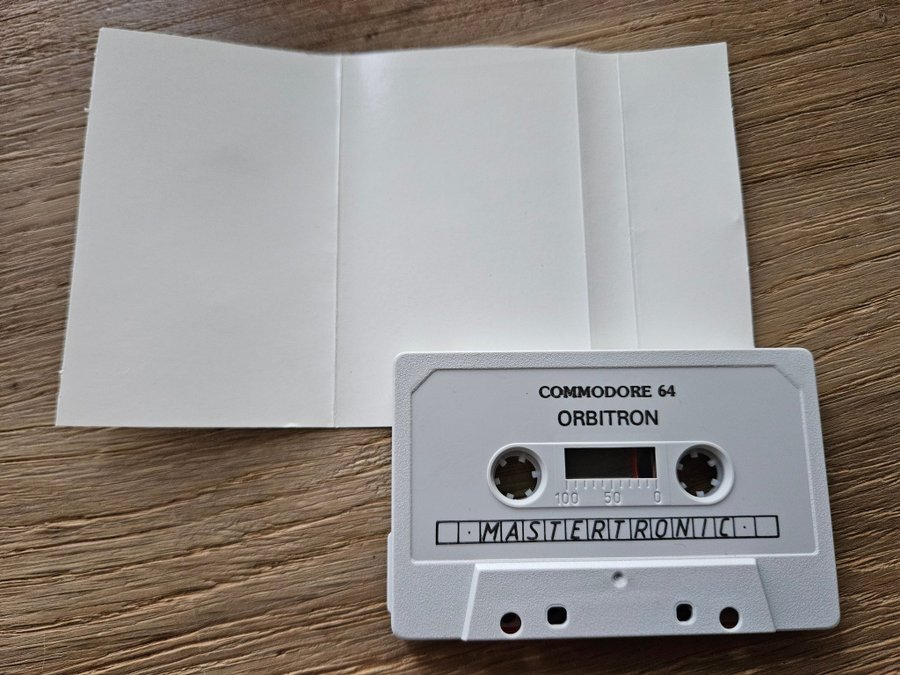 COMMODORE 64
ORBITRON
100 50 0
· MASTERTRONIC ·